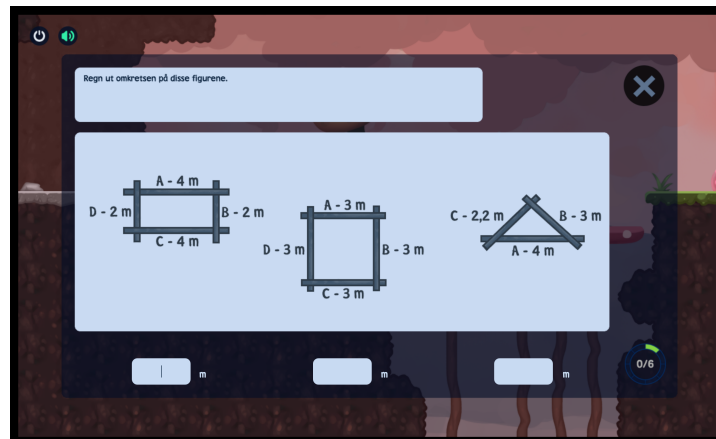 Regn ut omkretsen på disse figurene.
A - 4 m
D - 2 m
B - 2 m
C - 4 m
A - 3 m
D - 3 m
B - 3 m
C - 3 m
C - 2,2 m
B - 3 m
A - 4 m
m
m
m
0/6